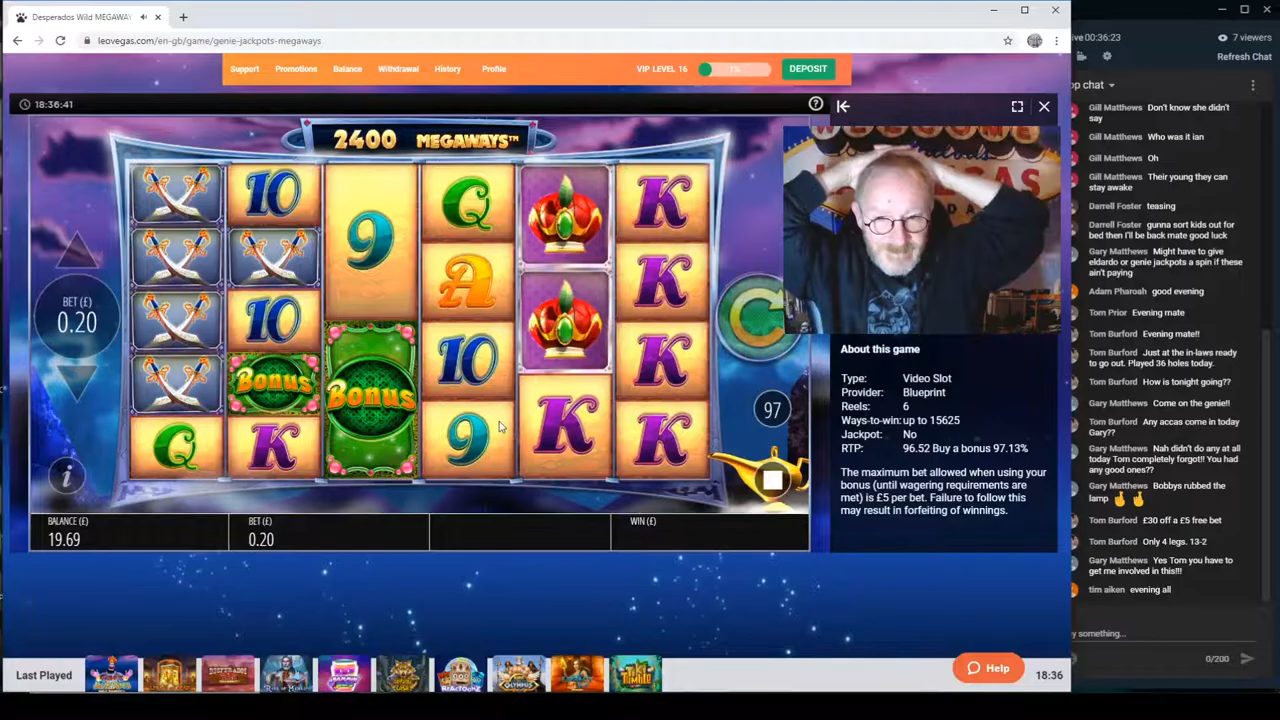 Desperados Wild MEGAWAY
leovegas.com/en-gb/game/genie-jackpots-megaways
Support Promotions Balance Withdrawal History Profile VIP LEVEL 16 1% DEPOSIT
18:36:41
2400 MEGAWAYS™
10 9 Q K
A K
10
Bonus Bonus 10 K
Q K 9 K K
BET (£)
0.20
97
BALANCE (£) BET (£) WIN (£)
19.69 0.20
WELCOME
About this game
Type: Video Slot
Provider: Blueprint
Reels: 6
Ways-to-win: up to 15625
Jackpot: No
RTP: 96.52 Buy a bonus 97.13%
The maximum bet allowed when using your
bonus (until wagering requirements are
met) is £5 per bet. Failure to follow this
may result in forfeiting of winnings.
Last Played
Help
18:36
ive 00:36:23 7 viewers
Refresh Chat
op chat
Gill Matthews Don't know she didn't
say
Gill Matthews Who was it ian
Gill Matthews Oh
Gill Matthews Their young they can
stay awake
Darrell Foster teasing
Darrell Foster gunna sort kids out for
bed then I'll be back mate good luck
Gary Matthews Might have to give
eldardo or genie jackpots a spin if these
ain't paying
Adam Pharoah good evening
Tom Prior Evening mate
Tom Burford Evening mate!!
Tom Burford Just at the in-laws ready
to go out. Played 36 holes today.
Tom Burford How is tonight going??
Gary Matthews Come on the genie!!
Tom Burford Any accas come in today
Gary??
Gary Matthews Nah didn't do any at all
today Tom completely forgot!! You had
any good ones??
Gary Matthews Bobbys rubbed the
lamp
Tom Burford £30 off a £5 free bet
Tom Burford Only 4 legs. 13-2
Gary Matthews Yes Tom you have to
get me involved in this!!!
tim aiken evening all
y something...
0/200